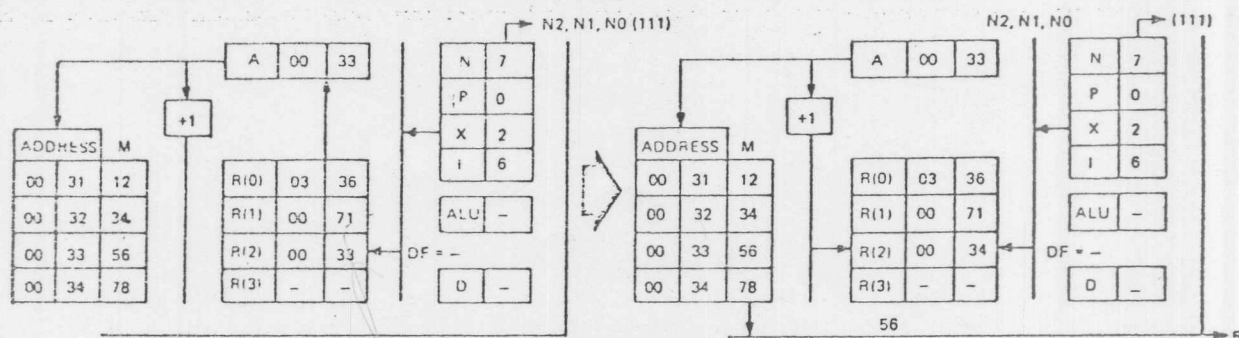 N2, N1, N0 (111)
A 00 33
+1
N 7
P 0
X 2
I 6
ADDRESS M
00 31 12
00 32 34
00 33 56
00 34 78
R(0) 03 36
R(1) 00 71
R(2) 00 33
R(3) – –
ALU –
DF = –
D –
N2, N1, N0
(111)
A 00 33
+1
N 7
P 0
X 2
I 6
ADDRESS M
00 31 12
00 32 34
00 33 56
00 34 78
R(0) 03 36
R(1) 00 71
R(2) 00 34
R(3) – –
ALU –
DF = –
D –
56